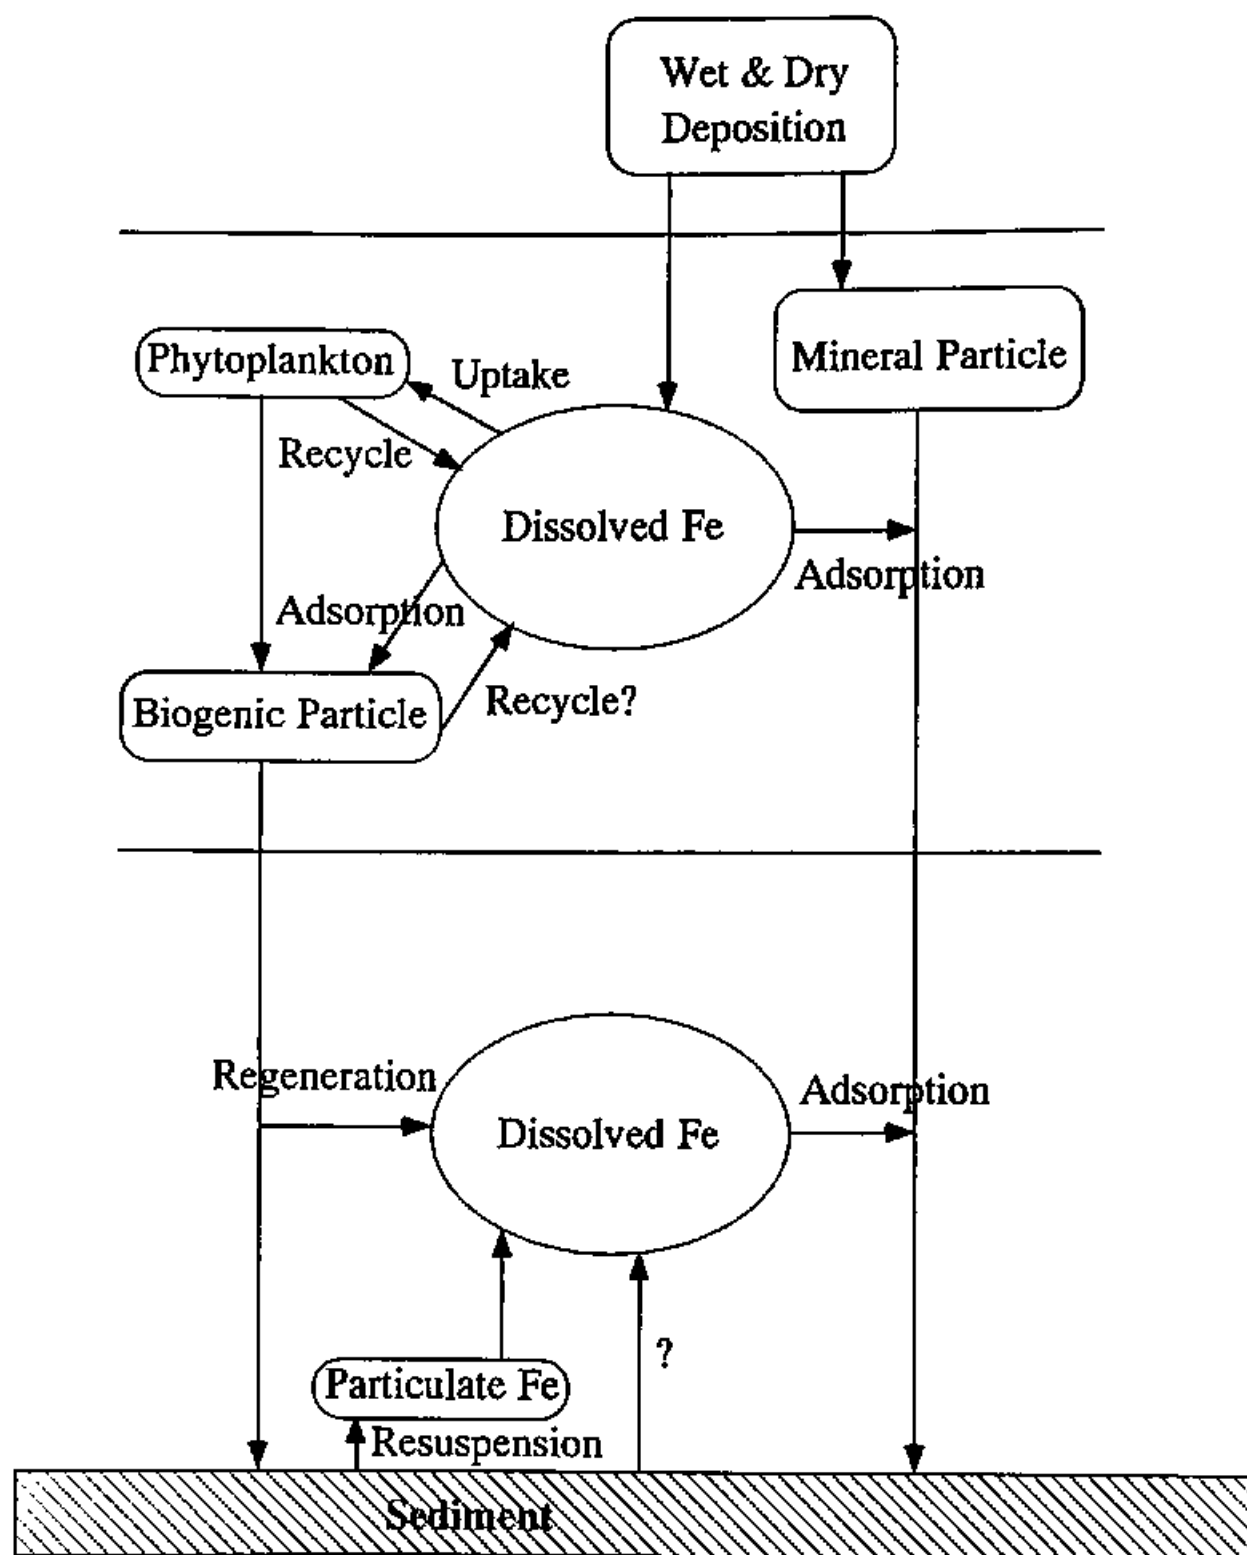 Wet & Dry
Deposition
Phytoplankton
Uptake
Mineral Particle
Recycle
Dissolved Fe
Adsorption
Adsorption
Biogenic Particle
Recycle?
Regeneration
Adsorption
Dissolved Fe
?
Particulate Fe
Resuspension
Sediment